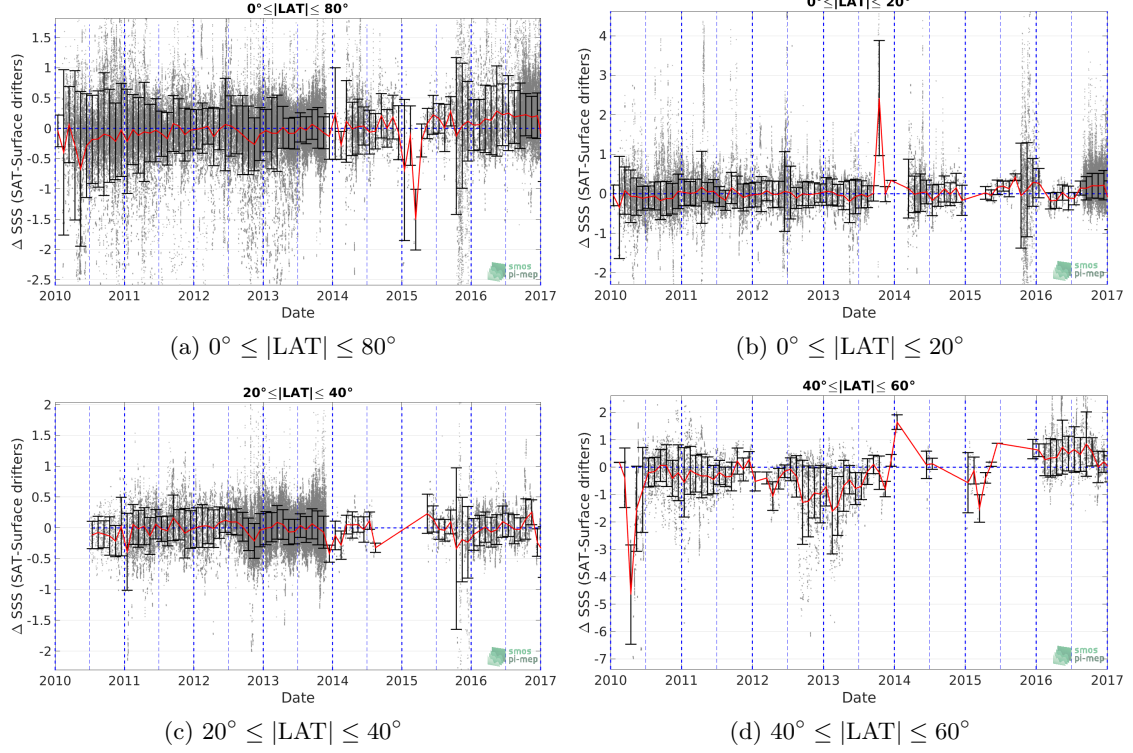 0°≤|LAT|≤ 80°
Δ SSS (SAT-Surface drifters)
1.5
1
0.5
0
-0.5
-1
-1.5
-2
-2.5
smos
pi-mep
2010 2011 2012 2013 2014 2015 2016 2017
Date
(a) 0° ≤ |LAT| ≤ 80°
0°≤|LAT|≤ 20°
Δ SSS (SAT-Surface drifters)
4
3
2
1
0
-1
-2
smos
pi-mep
2010 2011 2012 2013 2014 2015 2016 2017
Date
(b) 0° ≤ |LAT| ≤ 20°
20°≤|LAT|≤ 40°
Δ SSS (SAT-Surface drifters)
2
1.5
1
0.5
0
-0.5
-1
-1.5
-2
smos
pi-mep
2010 2011 2012 2013 2014 2015 2016 2017
Date
(c) 20° ≤ |LAT| ≤ 40°
40°≤|LAT|≤ 60°
Δ SSS (SAT-Surface drifters)
2
1
0
-1
-2
-3
-4
-5
-6
-7
smos
pi-mep
2010 2011 2012 2013 2014 2015 2016 2017
Date
(d) 40° ≤ |LAT| ≤ 60°